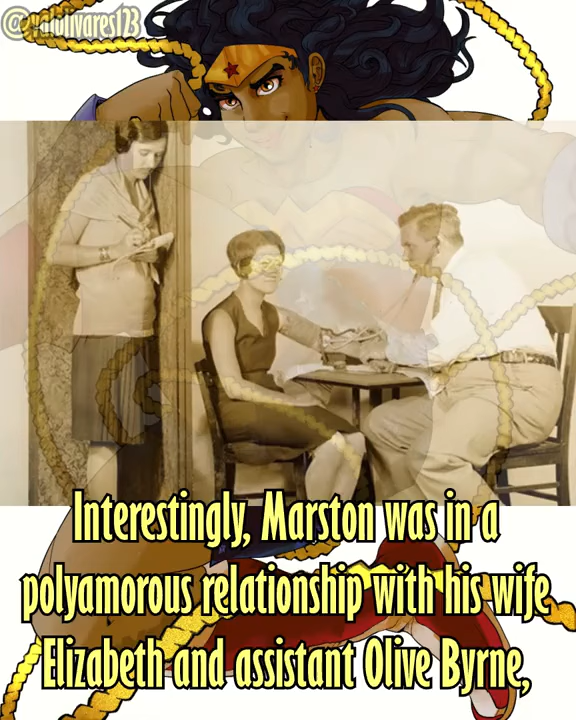 Interestingly, Marston was in a
polyamorous relationship with his wife
Elizabeth and assistant Olive Byrne,